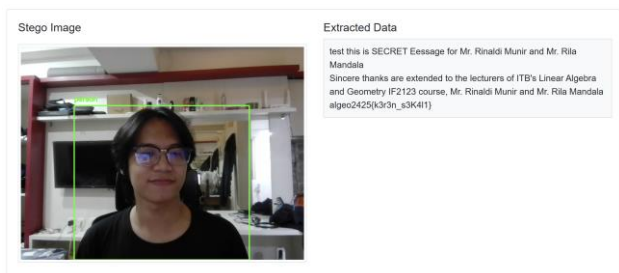 Stego Image
Extracted Data
test this is SECRET Eessage for Mr. Rinaldi Munir and Mr. Rila
Mandala
Sincere thanks are extended to the lecturers of ITB's Linear Algebra
and Geometry IF2123 course, Mr. Rinaldi Munir and Mr. Rila Mandala
algeo2425{k3r3n_s3K4l1}